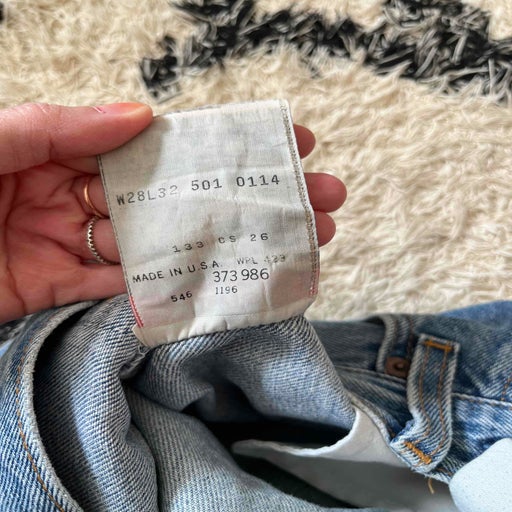 W28L32 501 0114
133 CS 26
MADE IN U.S.A. WPL 423
373986
546 1196